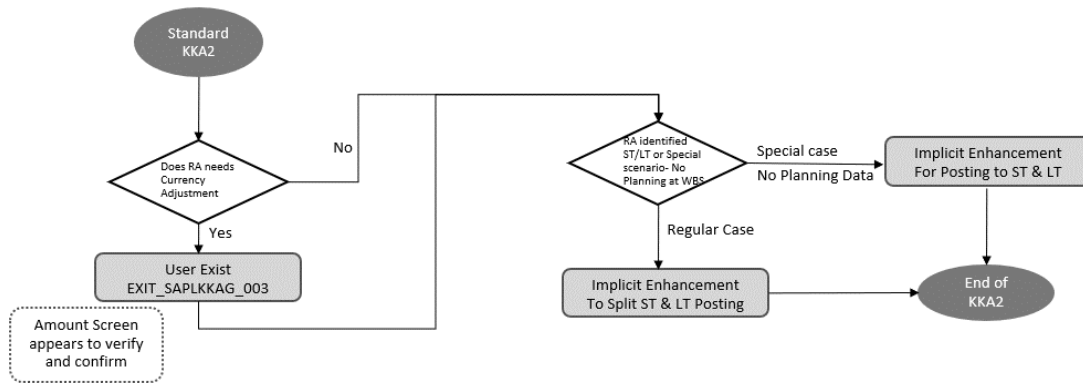 Standard
KKA2
Does RA needs
Currency
Adjustment
No
Yes
User Exist
EXIT_SAPLKKAG_003
Amount Screen
appears to verify
and confirm
RA identified
ST/LT or Special
scenario- No
Planning at WBS
Special case
No Planning Data
Regular Case
Implicit Enhancement
For Posting to ST & LT
Implicit Enhancement
To Split ST & LT Posting
End of
KKA2